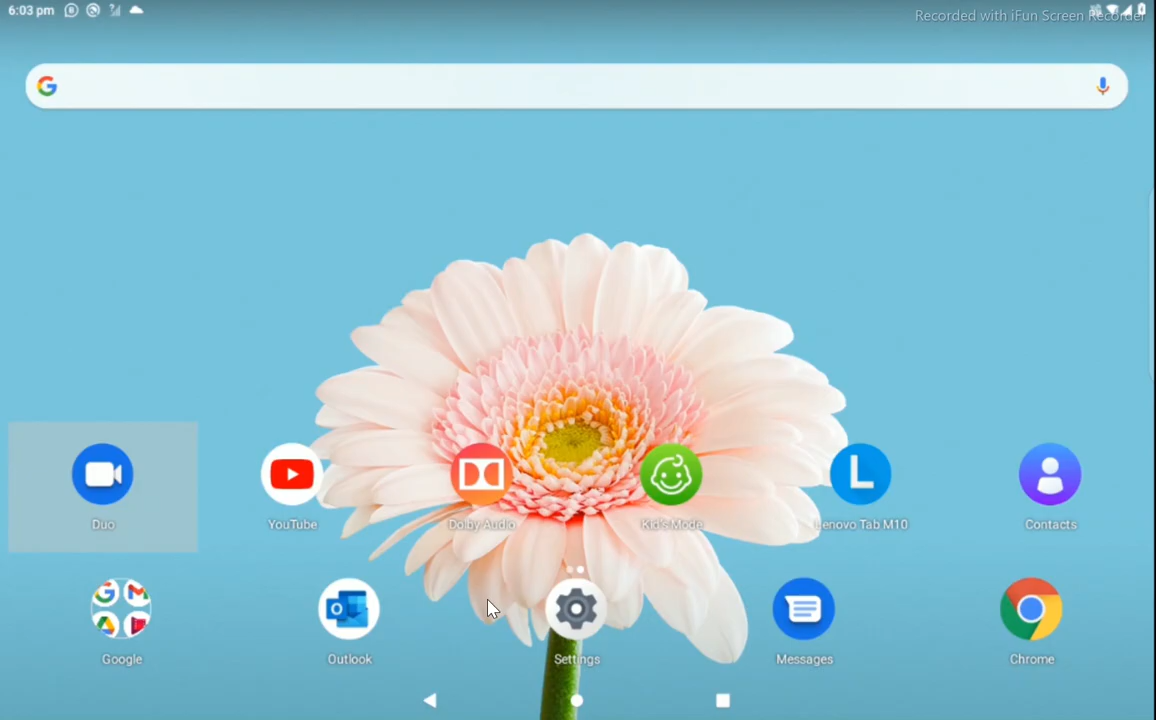 6:03 pm
Recorded with iFun Screen Recorder
Duo
YouTube
Dolby Audio
Kid's Mode
Lenovo Tab M10
Contacts
Google
Outlook
Settings
Messages
Chrome